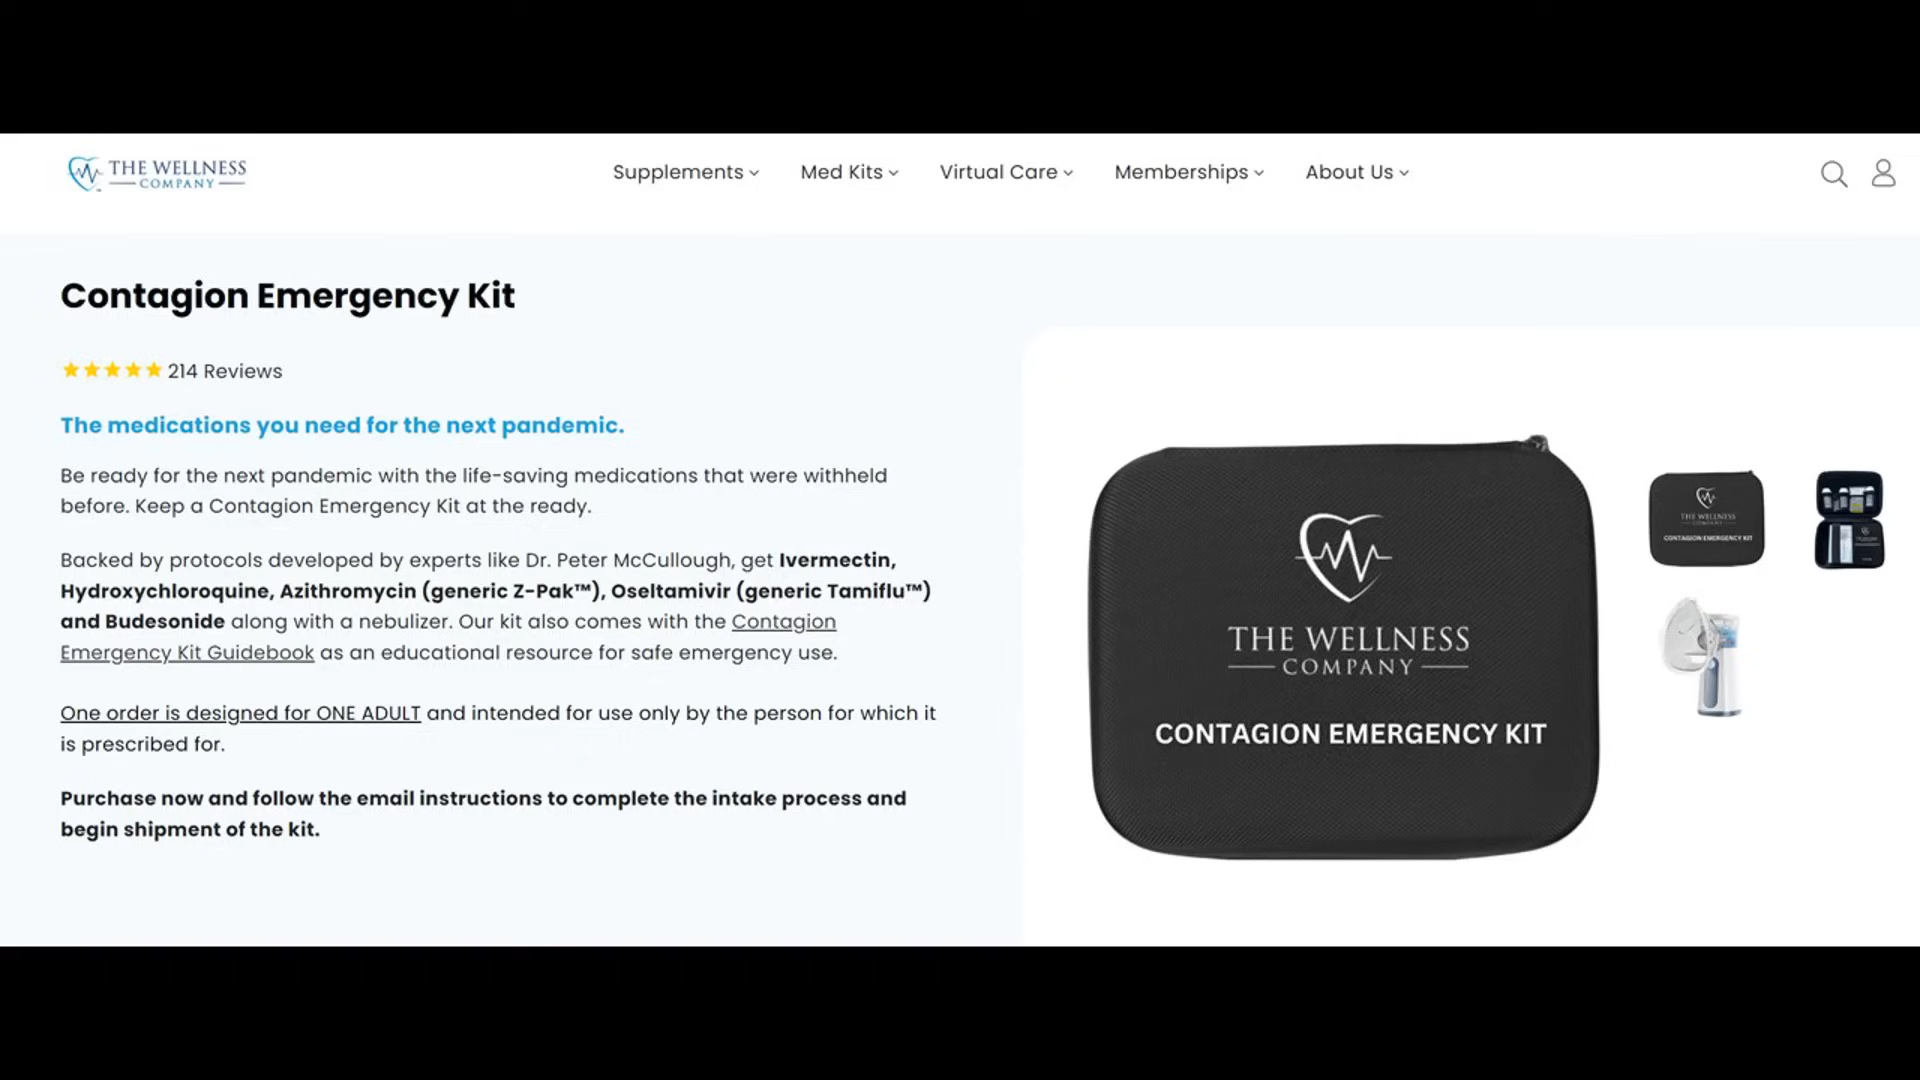 THE WELLNESS
COMPANY
Supplements
Med Kits
Virtual Care
Memberships
About Us
Contagion Emergency Kit
214 Reviews
The medications you need for the next pandemic.
Be ready for the next pandemic with the life-saving medications that were withheld
before. Keep a Contagion Emergency Kit at the ready.
Backed by protocols developed by experts like Dr. Peter McCullough, get Ivermectin,
Hydroxychloroquine, Azithromycin (generic Z-Pak™), Oseltamivir (generic Tamiflu™)
and Budesonide along with a nebulizer. Our kit also comes with the Contagion
Emergency Kit Guidebook as an educational resource for safe emergency use.
One order is designed for ONE ADULT and intended for use only by the person for which it
is prescribed for.
Purchase now and follow the email instructions to complete the intake process and
begin shipment of the kit.
THE WELLNESS
COMPANY
CONTAGION EMERGENCY KIT
THE WELLNESS
COMPANY
CONTAGION EMERGENCY KIT